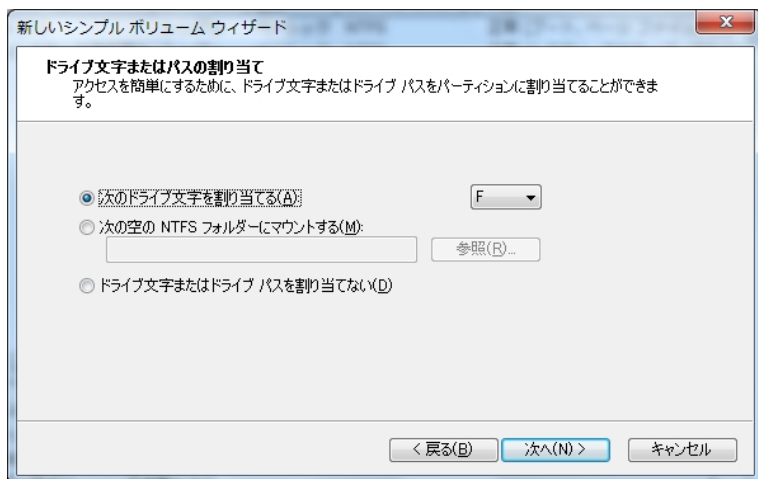 新しいシンプル ボリューム ウィザード
ドライブ文字またはパスの割り当て
アクセスを簡単にするために、ドライブ文字またはドライブ パスをパーティションに割り当てることができま
す。
次のドライブ文字を割り当てる(A): F
次の空の NTFS フォルダーにマウントする(M):
参照(R)...
ドライブ文字またはドライブ パスを割り当てない(D)
< 戻る(B) 次へ(N) > キャンセル